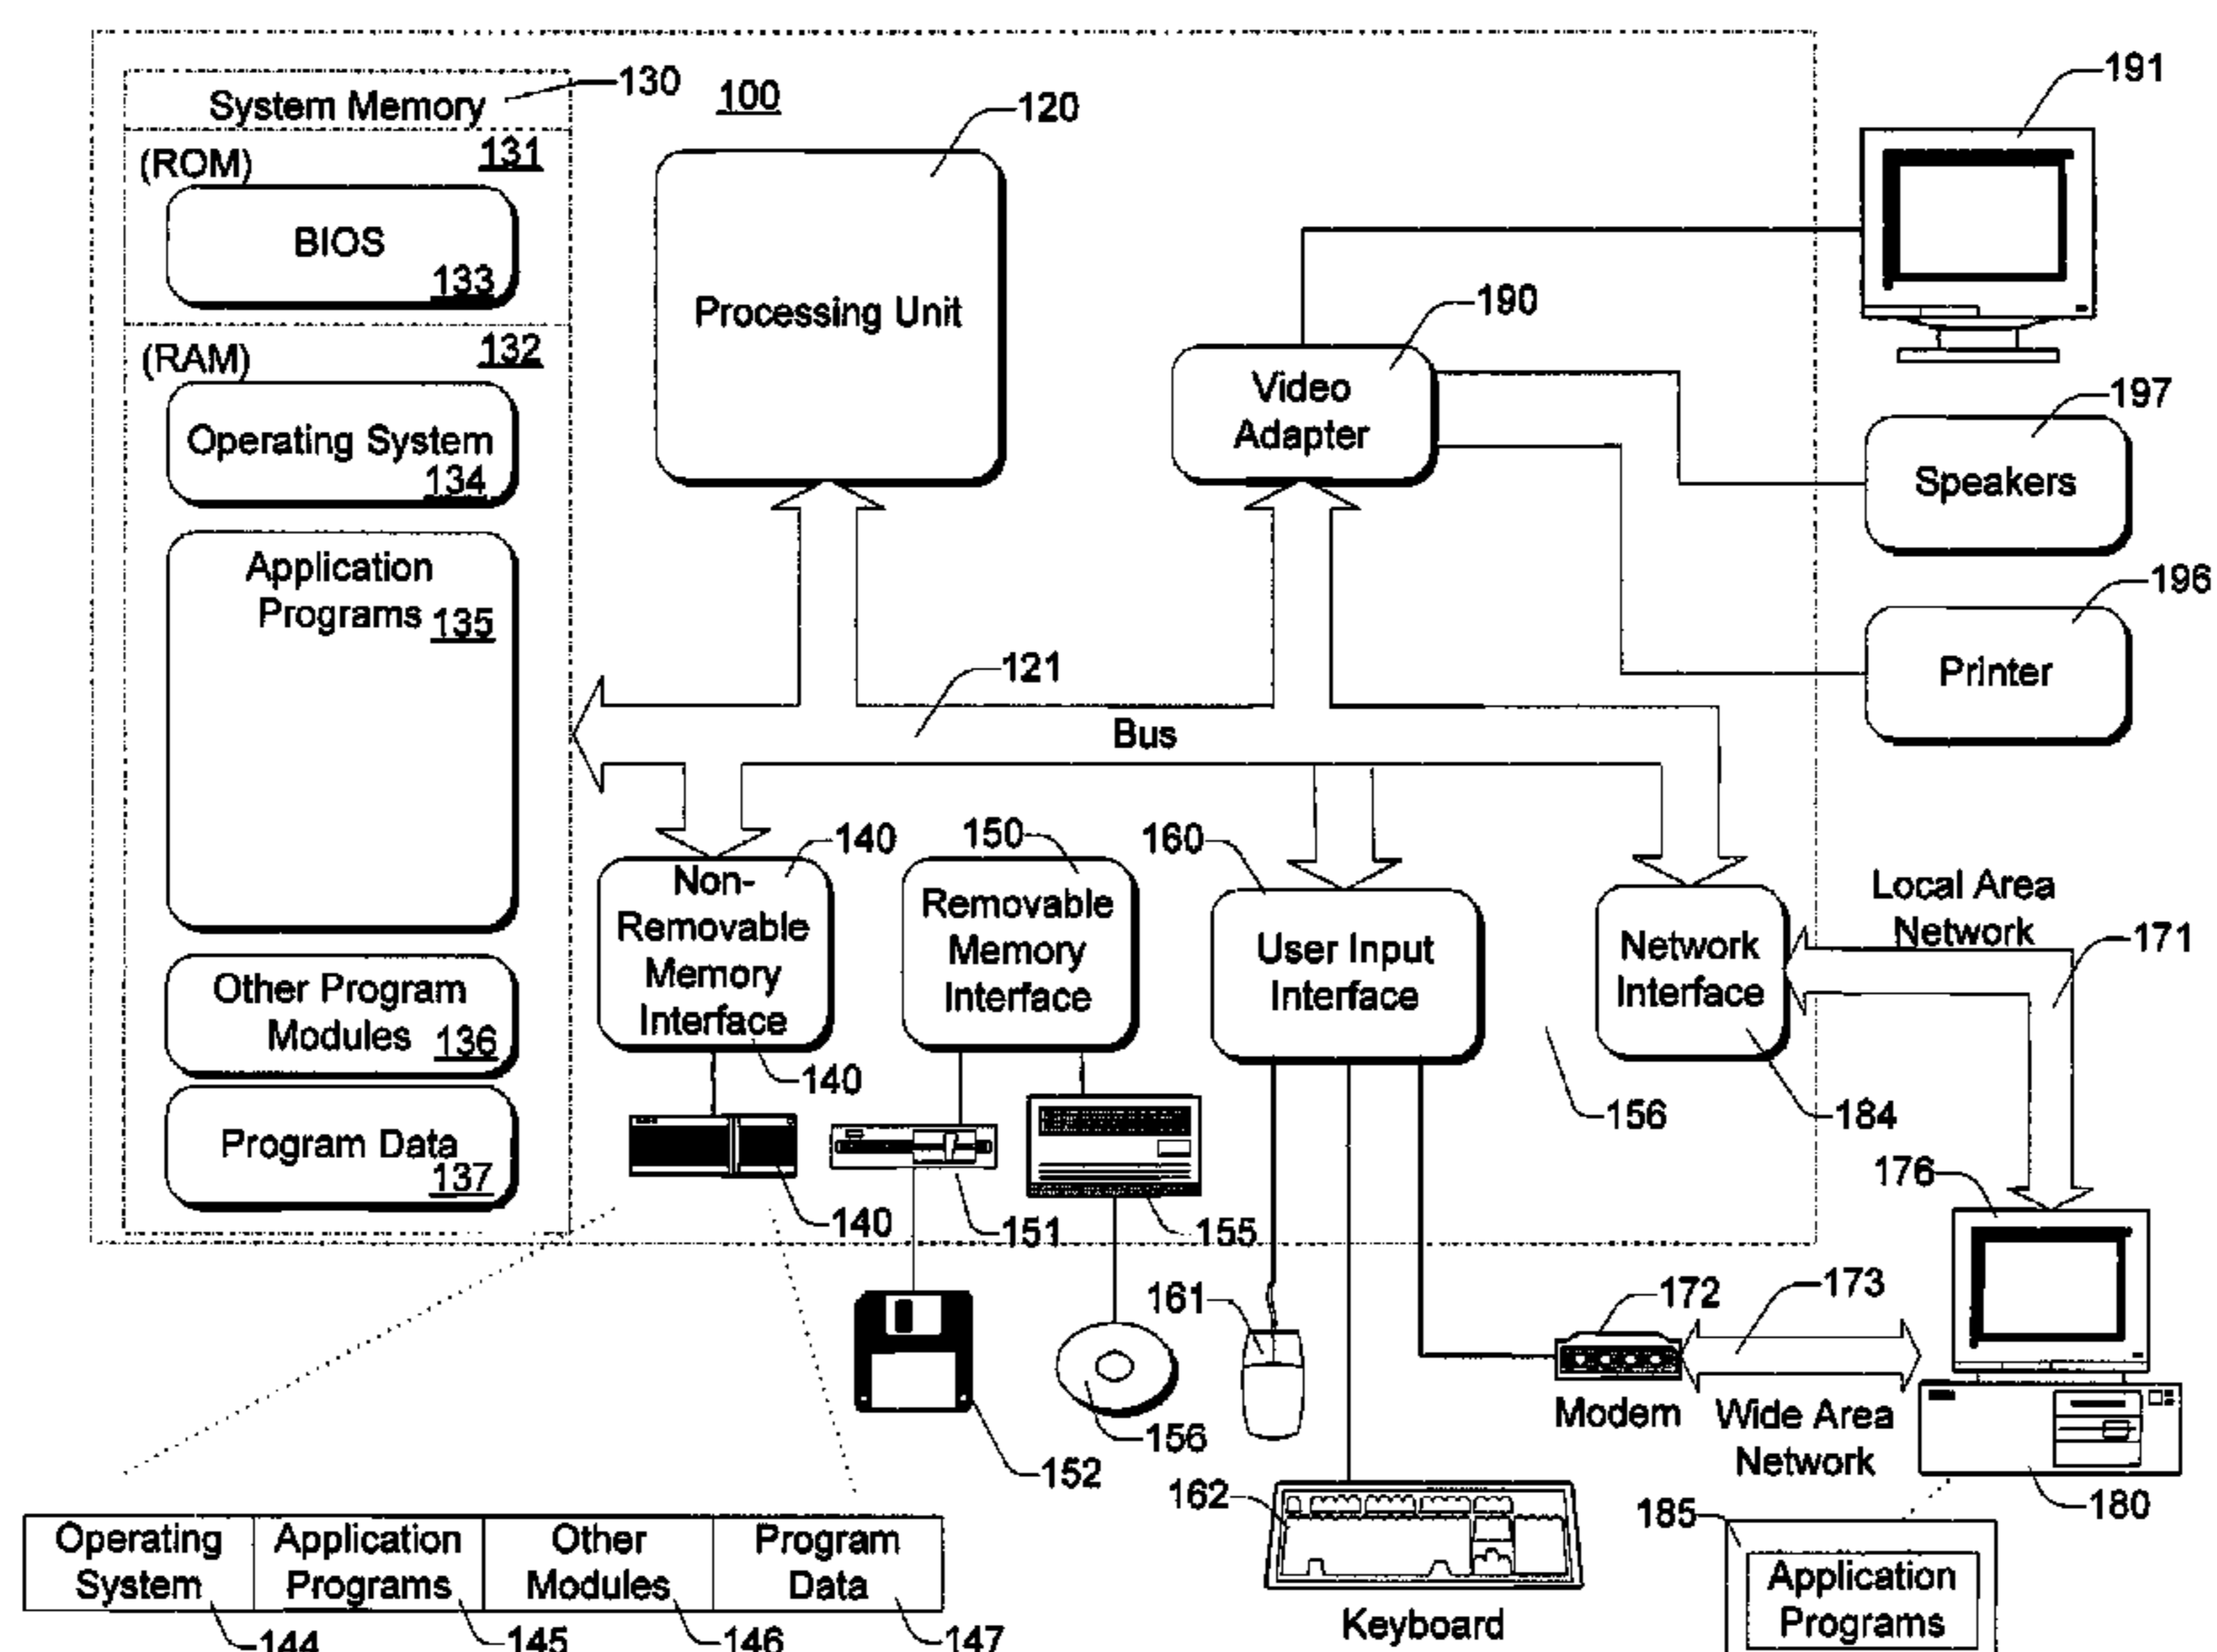 System Memory
130
100
120
191
(ROM)
131
BIOS
133
Processing Unit
190
(RAM)
132
Video
Adapter
197
Operating System
134
Speakers
Application
Programs 135
196
Printer
121
Bus
140
150
160
Non-
Removable
Memory
Interface
Removable
Memory
Interface
User Input
Interface
Network
Interface
Local Area
Network
171
Other Program
Modules 136
140
156
184
Program Data
137
140
151
155
176
161
172
173
Modem
Wide Area
Network
156
152
162
180
185
Operating
System
Application
Programs
Other
Modules
Program
Data
Application
Programs
Keyboard
144
145
146
147